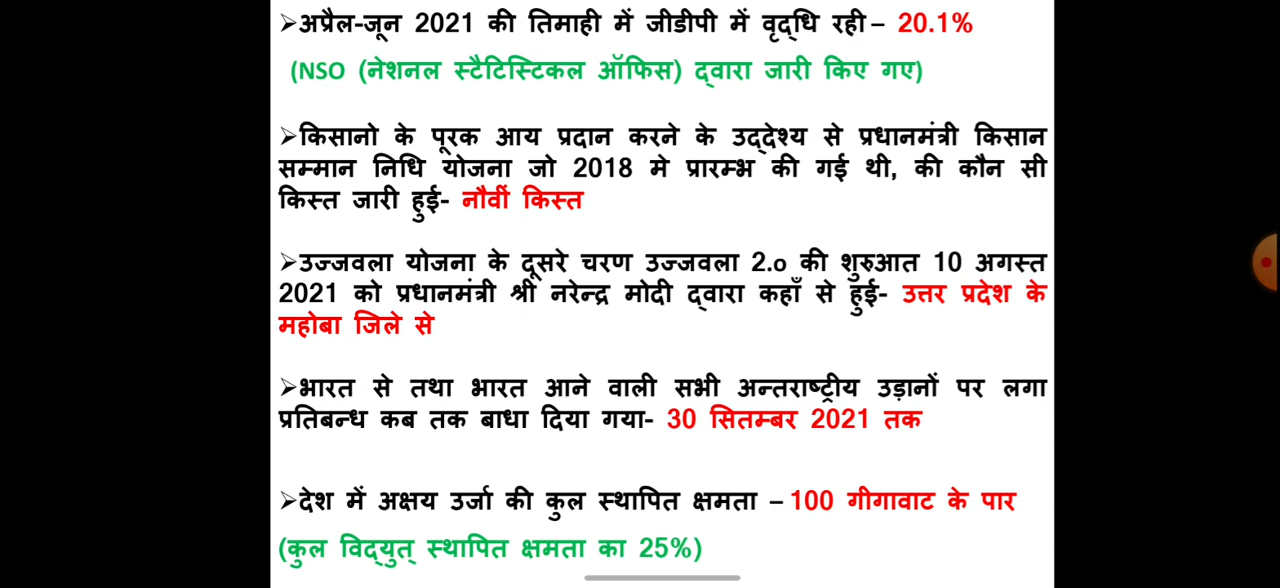 ➢अप्रैल-जून 2021 की तिमाही में जीडीपी में वृद्धि रही – 20.1%
(NSO (नेशनल स्टैटिस्टिकल ऑफिस) द्वारा जारी किए गए)
➢किसानो के पूरक आय प्रदान करने के उद्देश्य से प्रधानमंत्री किसान
सम्मान निधि योजना जो 2018 मे प्रारम्भ की गई थी, की कौन सी
किस्त जारी हुई- नौवीं किस्त
➢उज्जवला योजना के दूसरे चरण उज्जवला 2.o की शुरुआत 10 अगस्त
2021 को प्रधानमंत्री श्री नरेन्द्र मोदी द्वारा कहाँ से हुई- उत्तर प्रदेश के
महोबा जिले से
➢भारत से तथा भारत आने वाली सभी अन्तराष्ट्रीय उड़ानों पर लगा
प्रतिबन्ध कब तक बाधा दिया गया- 30 सितम्बर 2021 तक
➢देश में अक्षय उर्जा की कुल स्थापित क्षमता – 100 गीगावाट के पार
(कुल विद्युत् स्थापित क्षमता का 25%)